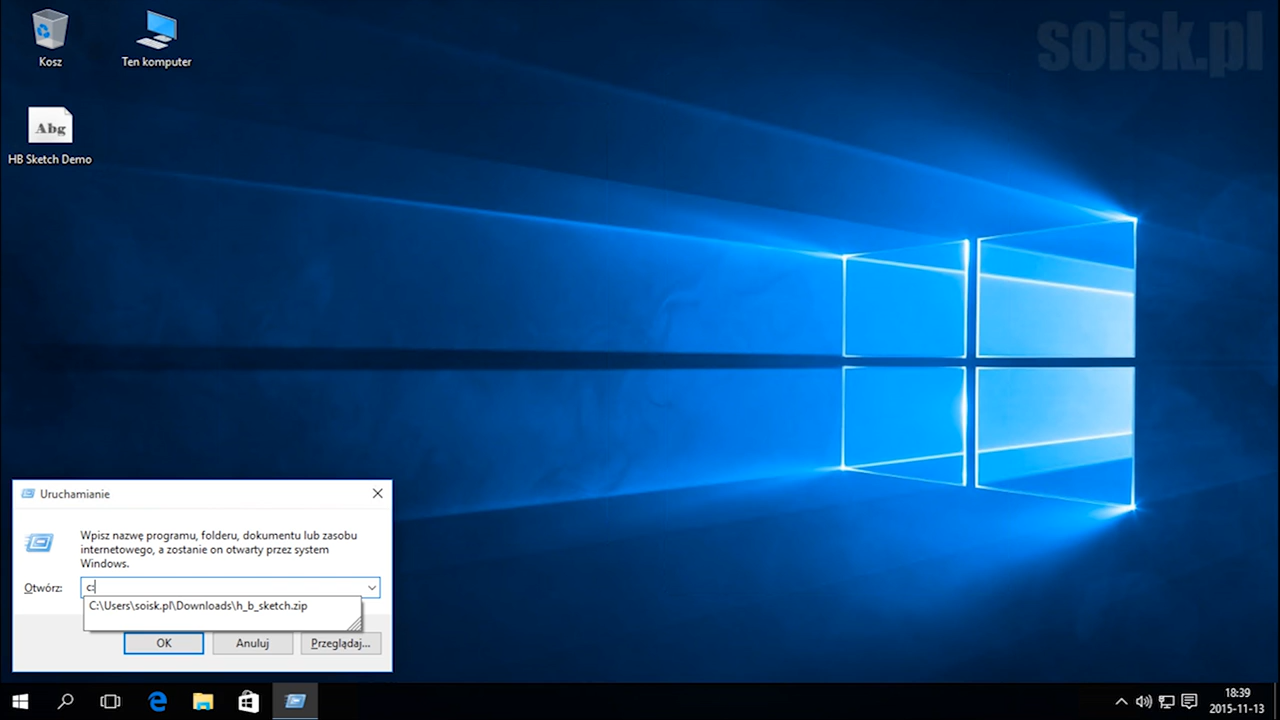 soisk.pl
Kosz
Ten komputer
Abg
HB Sketch Demo
Uruchamianie
Wpisz nazwę programu, folderu, dokumentu lub zasobu
internetowego, a zostanie on otwarty przez system
Windows.
Otwórz:
c:
C:\Users\soisk.pl\Downloads\h_b_sketch.zip
OK
Anuluj
Przeglądaj...
18:39
2015-11-13